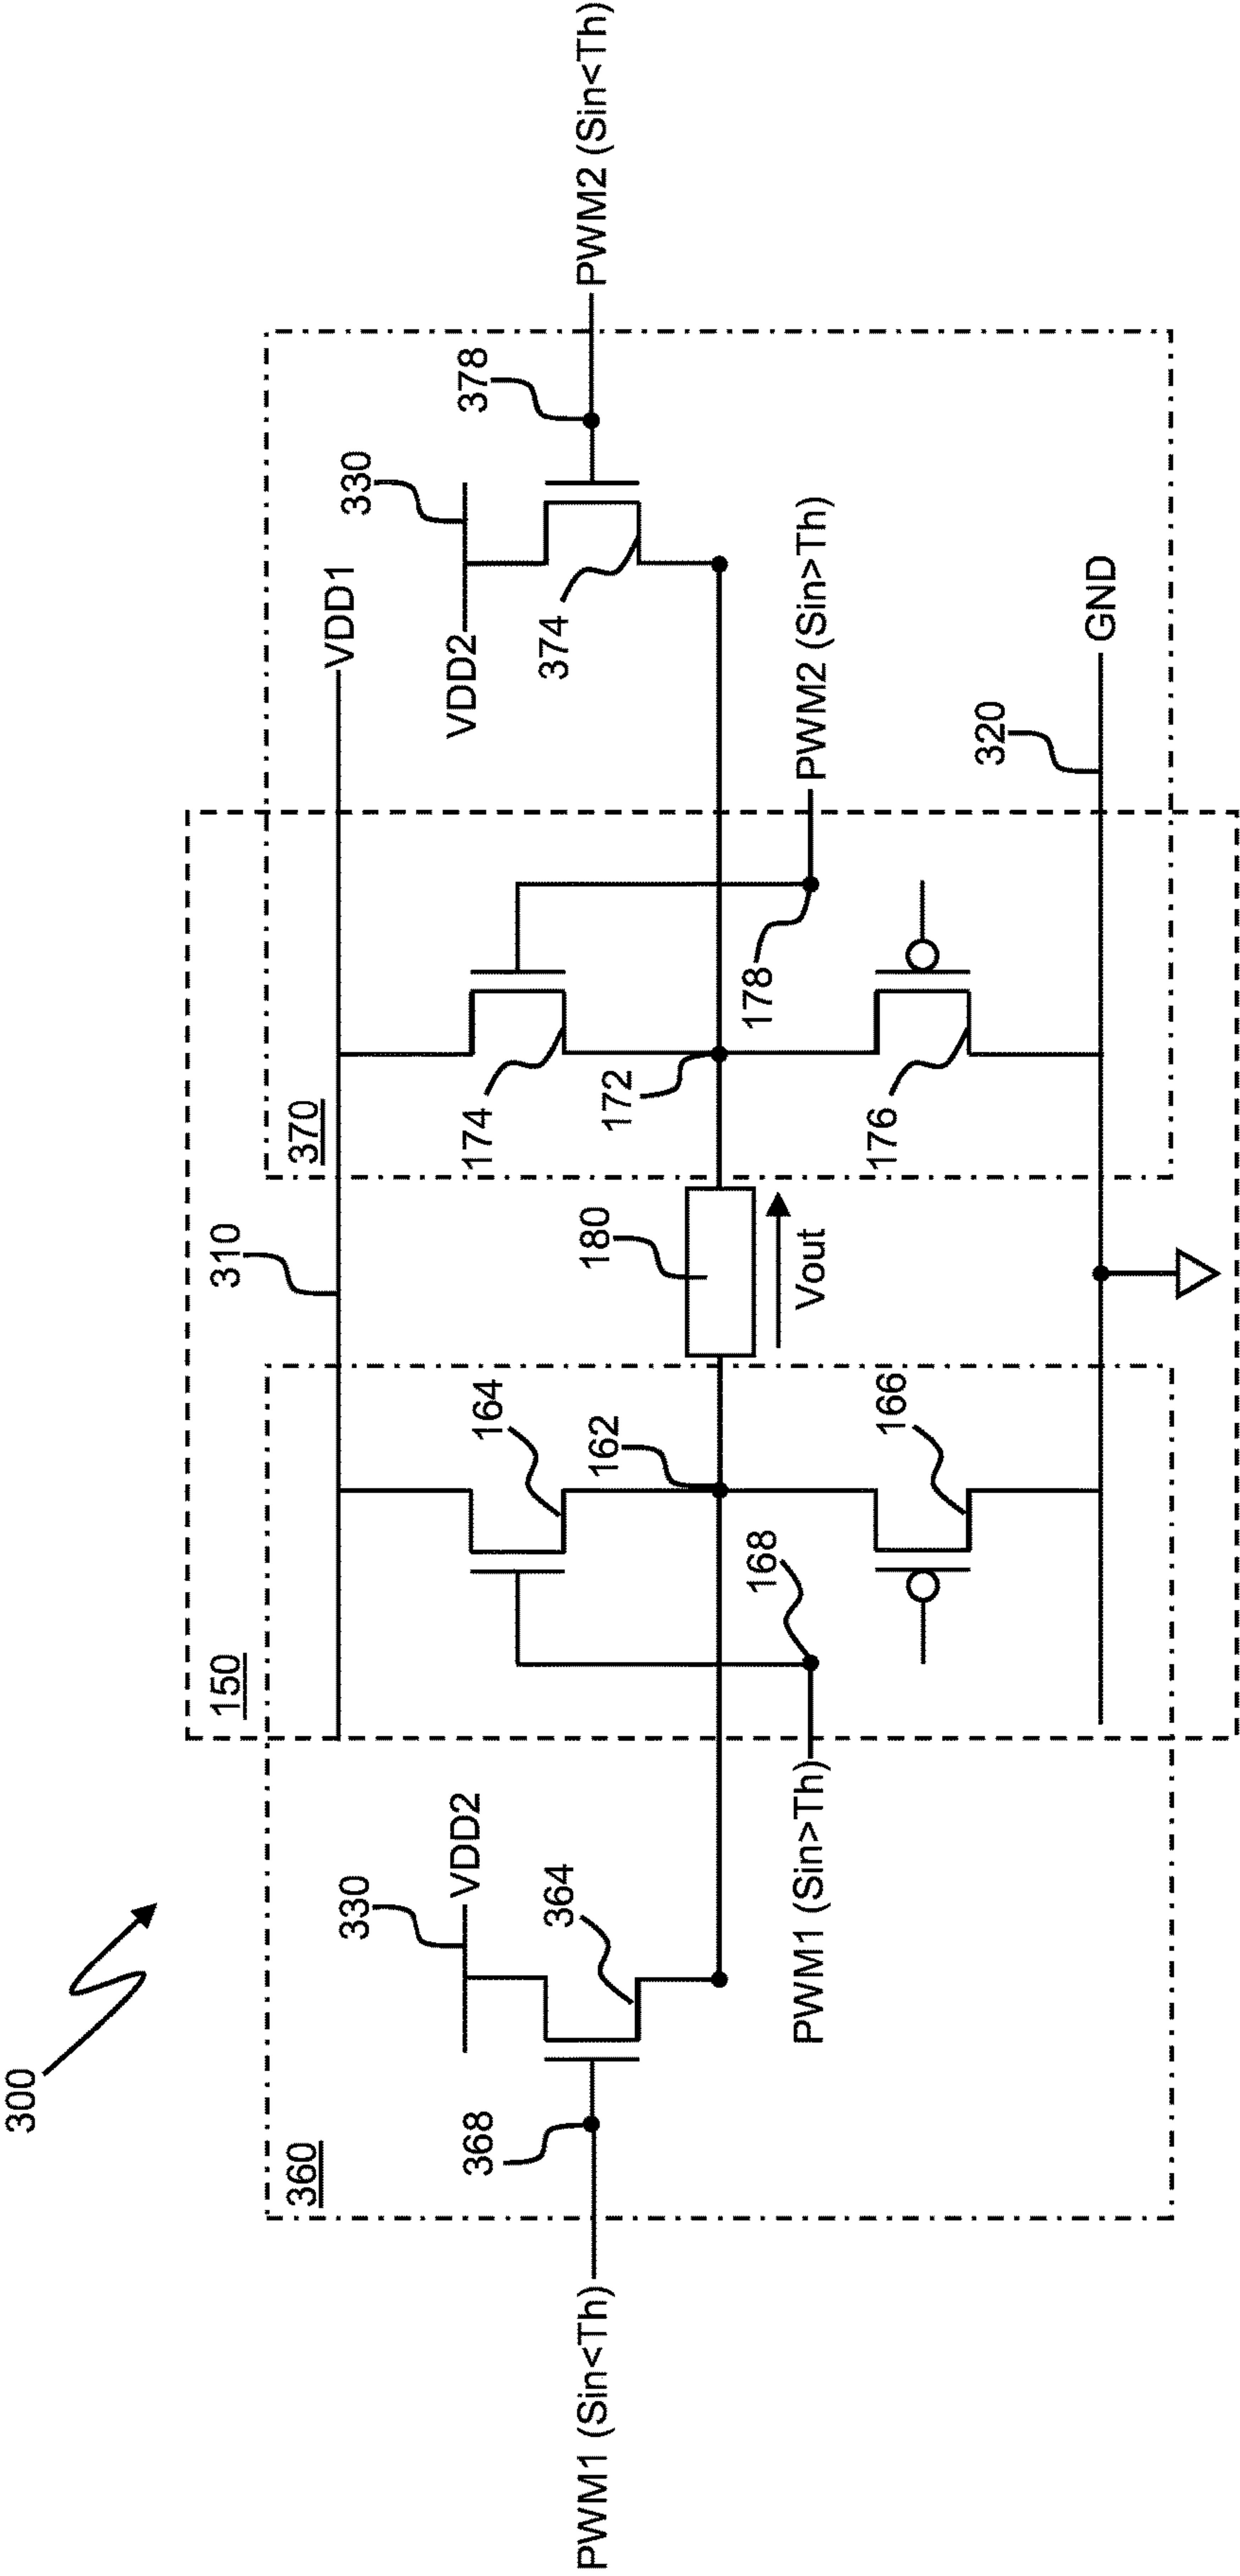 300
360
150
310
370
VDD1
330
VDD2
368
364
PWM1 (Sin<Th)
164
162
168
PWM1 (Sin>Th)
166
180
Vout
174
172
178
176
PWM2 (Sin>Th)
VDD2
330
374
378
PWM2 (Sin<Th)
320
GND